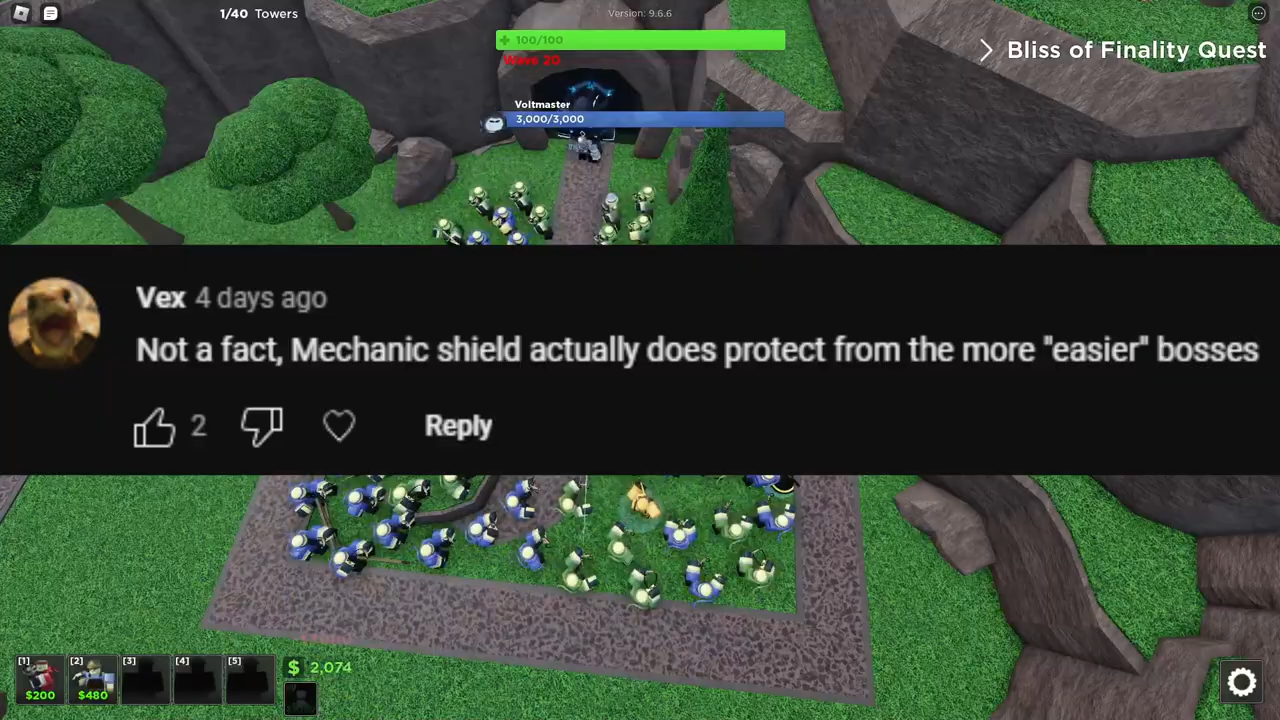 1/40 Towers
Version: 9.6.6
100/100
Wave 20
Bliss of Finality Quest
Voltmaster
3,000/3,000
Vex 4 days ago
Not a fact, Mechanic shield actually does protect from the more "easier" bosses
2
Reply
[1] [2] [3] [4] [5]
$ 2,074
$200 $480